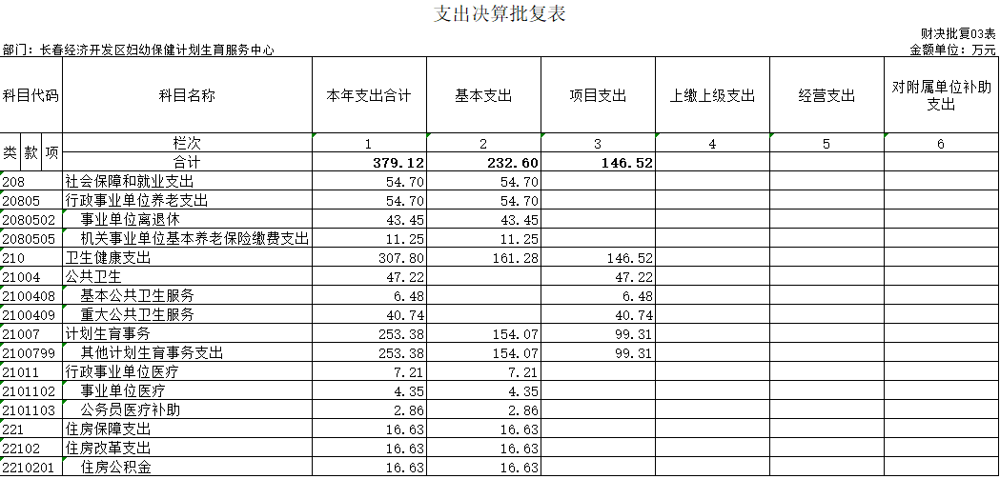 支出决算批复表
财决批复03表
部门：长春经济开发区妇幼保健计划生育服务中心 金额单位：万元
科目代码 科目名称 本年支出合计 基本支出 项目支出 上缴上级支出 经营支出 对附属单位补助支出
类 款 项 栏次 1 2 3 4 5 6
合计 379.12 232.60 146.52
208 社会保障和就业支出 54.70 54.70
20805 行政事业单位养老支出 54.70 54.70
2080502 事业单位离退休 43.45 43.45
2080505 机关事业单位基本养老保险缴费支出 11.25 11.25
210 卫生健康支出 307.80 161.28 146.52
21004 公共卫生 47.22 47.22
2100408 基本公共卫生服务 6.48 6.48
2100409 重大公共卫生服务 40.74 40.74
21007 计划生育事务 253.38 154.07 99.31
2100799 其他计划生育事务支出 253.38 154.07 99.31
21011 行政事业单位医疗 7.21 7.21
2101102 事业单位医疗 4.35 4.35
2101103 公务员医疗补助 2.86 2.86
221 住房保障支出 16.63 16.63
22102 住房改革支出 16.63 16.63
2210201 住房公积金 16.63 16.63